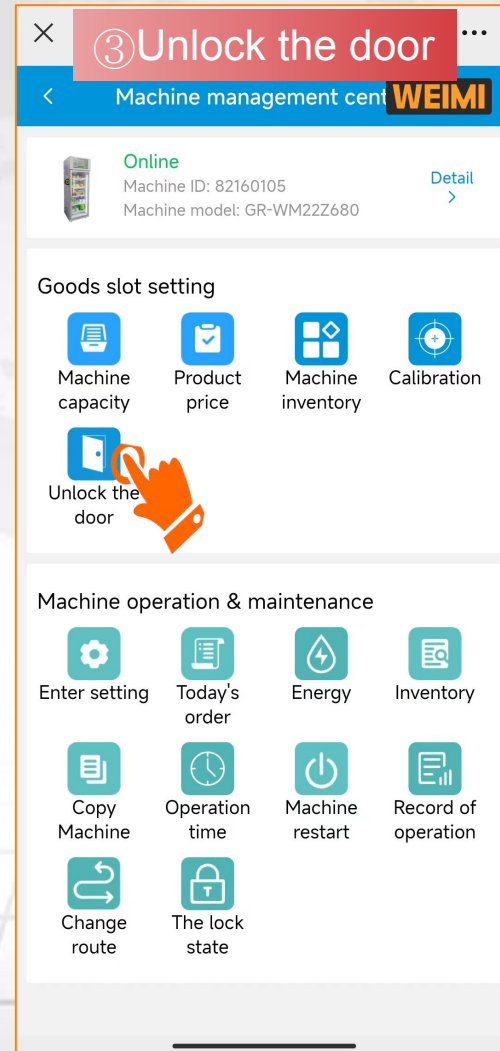 ③Unlock the door
Machine management cent
WEIMI
Online
Machine ID: 82160105
Detail
Machine model: GR-WM22Z680
Goods slot setting
Machine capacity
Product price
Machine inventory
Calibration
Unlock the door
Machine operation & maintenance
Enter setting
Today's order
Energy
Inventory
Copy Machine
Operation time
Machine restart
Record of operation
Change route
The lock state